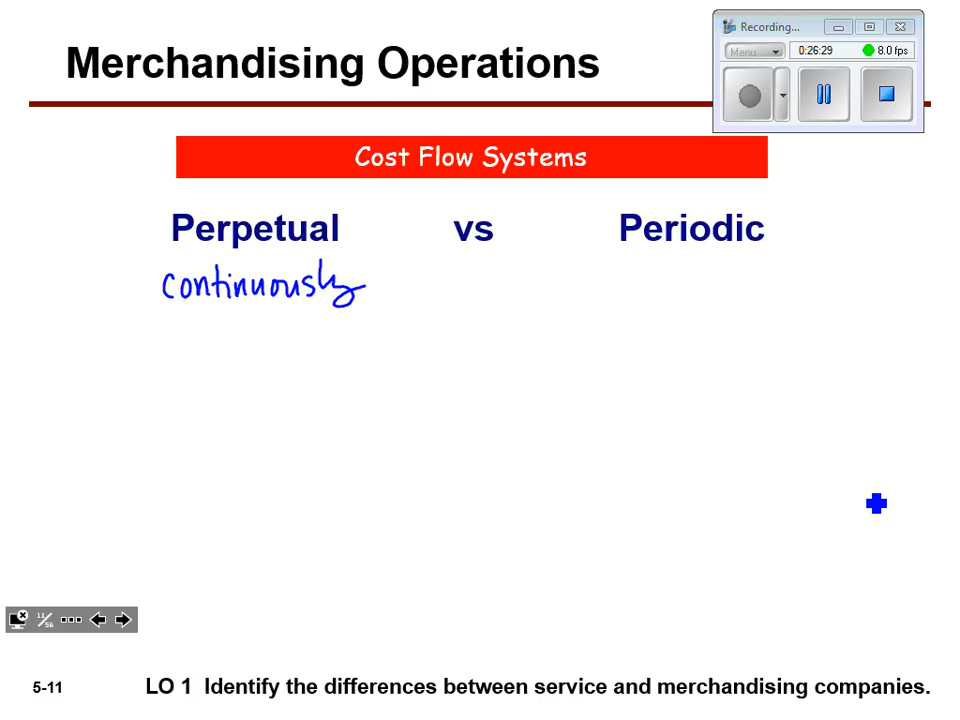 Merchandising Operations
Recording...
Menu
0:26:29
8.0 fps
Cost Flow Systems
Perpetual vs Periodic
continuously
11/56
5-11
LO 1 Identify the differences between service and merchandising companies.